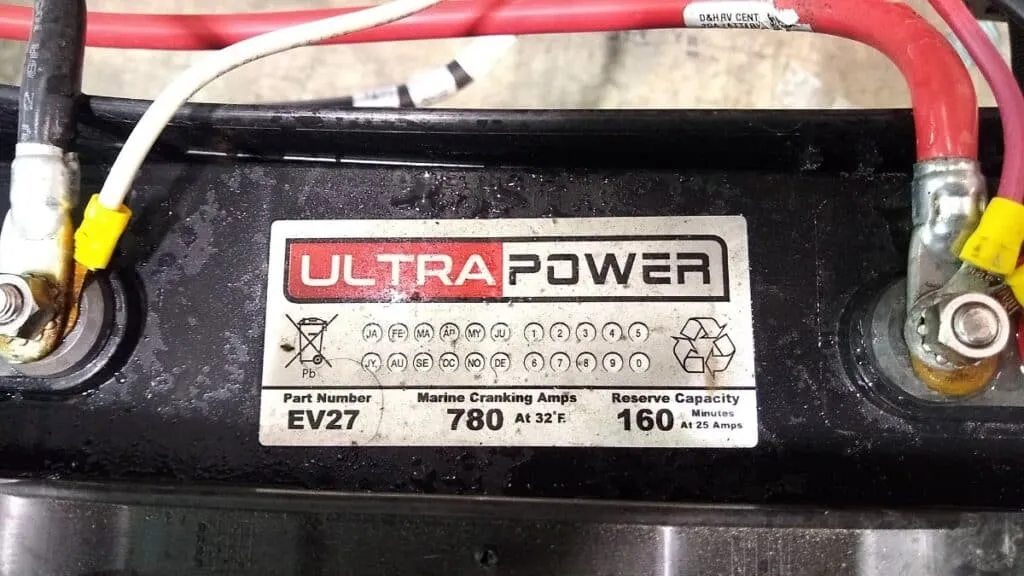 D&H RV CENT
ULTRAPOWER
JA FE MA AP MY JU 1 2 3 4 5
JY AU SE DC NO DE 6 7 8 9 0
Pb
Part Number Marine Cranking Amps Reserve Capacity
EV27 780 At 32°F. 160 Minutes
At 25 Amps